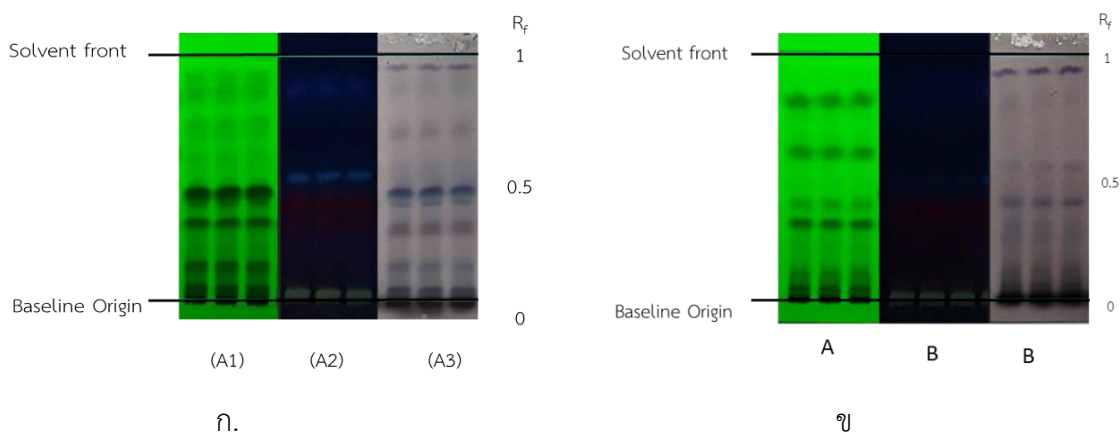 Rf
Solvent front
1
0.5
Baseline Origin
0
(A1)
(A2)
(A3)
ก.
Rf
Solvent front
1
0.5
Baseline Origin
0
A
B
B
ข